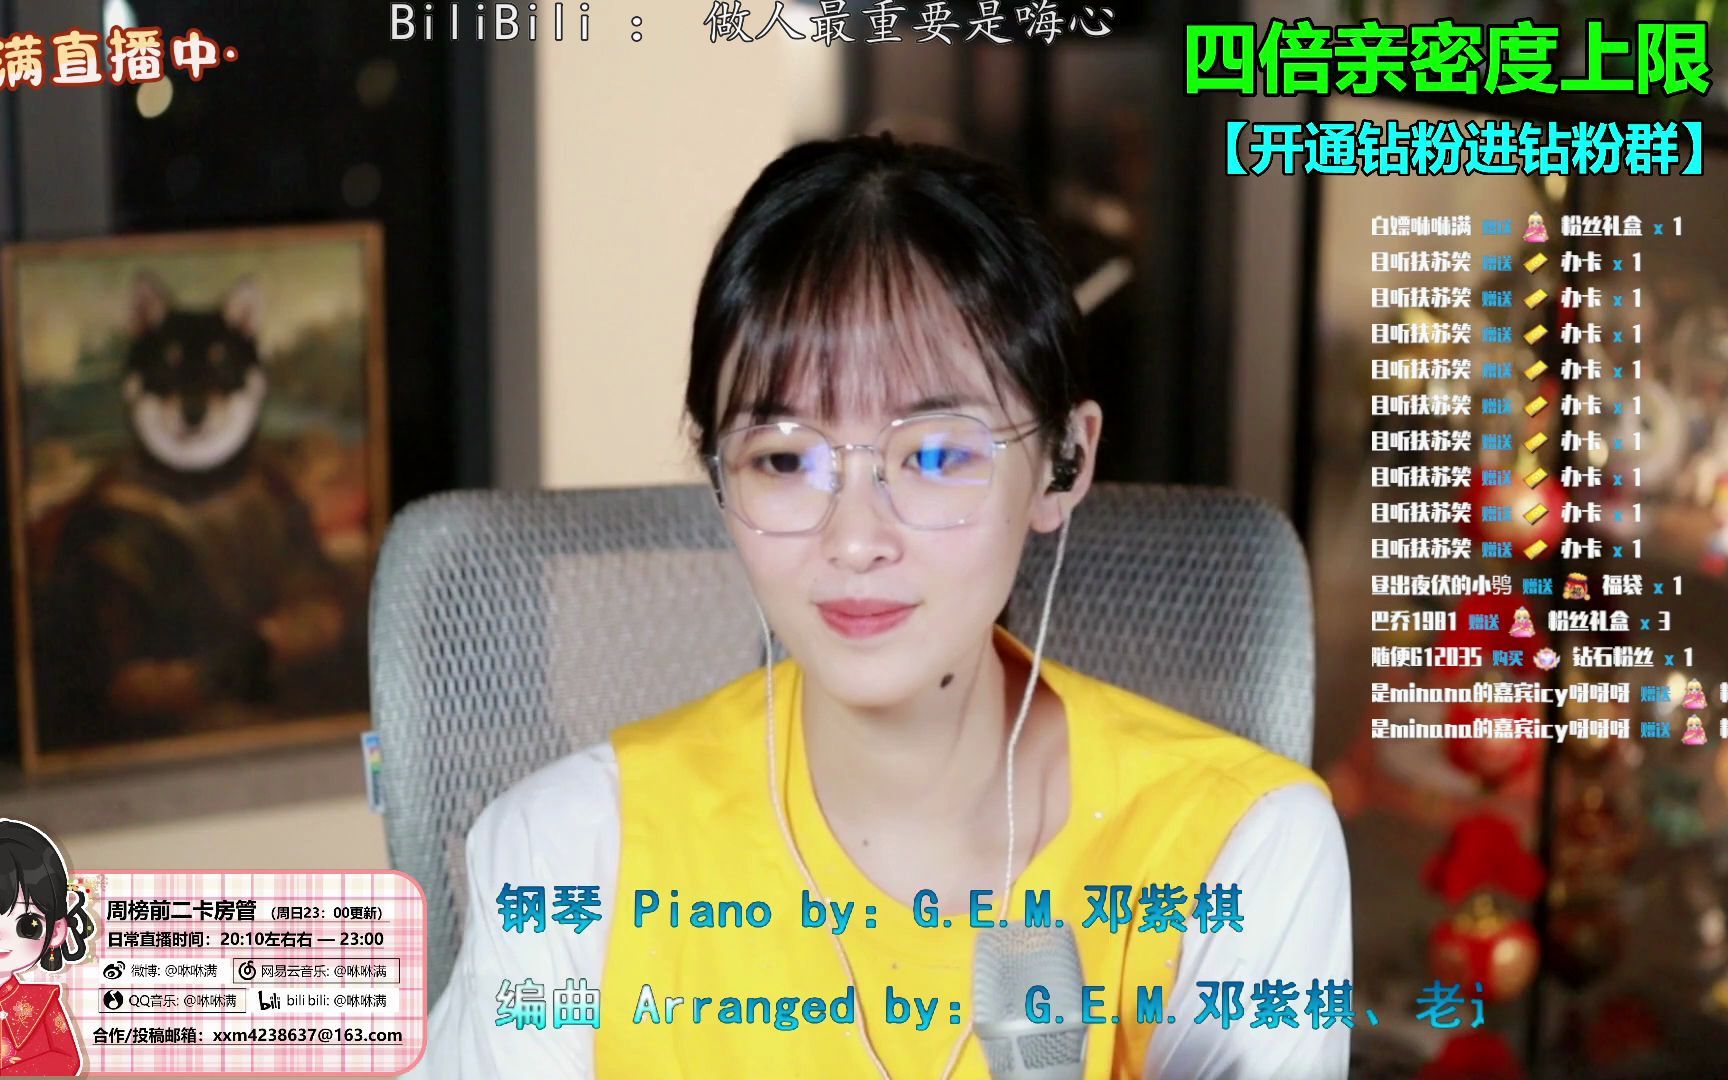 BiliBili ： 做人最重要是嗨心
满直播中·
四倍亲密度上限
【开通钻粉进钻粉群】
白嫖咻咻满 赠送 粉丝礼盒 x 1
且听扶苏笑 赠送 办卡 x 1
且听扶苏笑 赠送 办卡 x 1
且听扶苏笑 赠送 办卡 x 1
且听扶苏笑 赠送 办卡 x 1
且听扶苏笑 赠送 办卡 x 1
且听扶苏笑 赠送 办卡 x 1
且听扶苏笑 赠送 办卡 x 1
且听扶苏笑 赠送 办卡 x 1
且听扶苏笑 赠送 办卡 x 1
昼出夜伏的小鸮 赠送 福袋 x 1
巴乔1981 赠送 粉丝礼盒 x 3
随便612035 购买 钻石粉丝 x 1
是minana的嘉宾icy呀呀呀 赠送
是minana的嘉宾icy呀呀呀 赠送
钢琴 Piano by: G.E.M.邓紫棋
编曲 Arranged by: G.E.M.邓紫棋、老
周榜前二卡房管 （周日23：00更新）
日常直播时间：20:10左右右 — 23:00
微博: @咻咻满 网易云音乐: @咻咻满
QQ音乐: @咻咻满 bili bili: @咻咻满
合作/投稿邮箱：xxm4238637@163.com